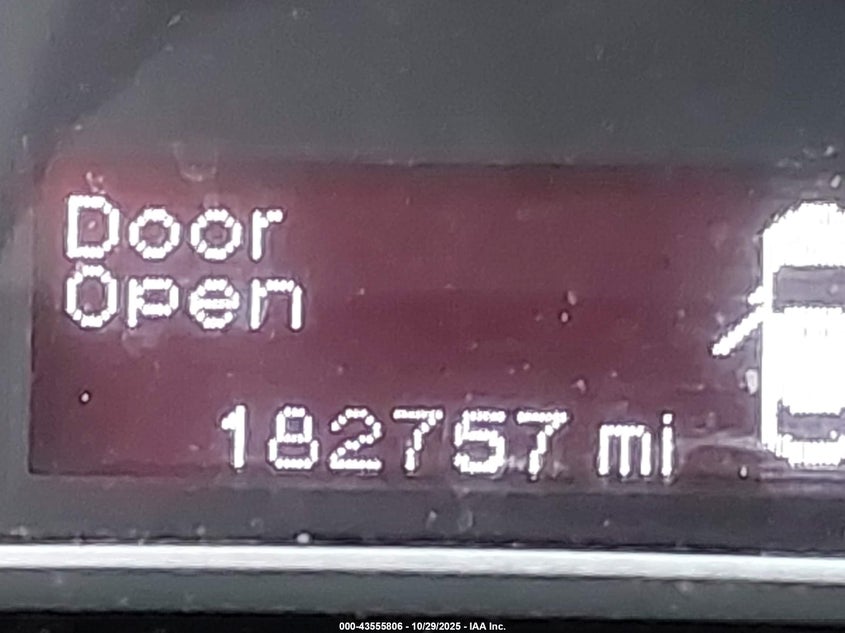 Door
Open
182757 mi
000-43555806 - 10/29/2025 - IAA Inc.